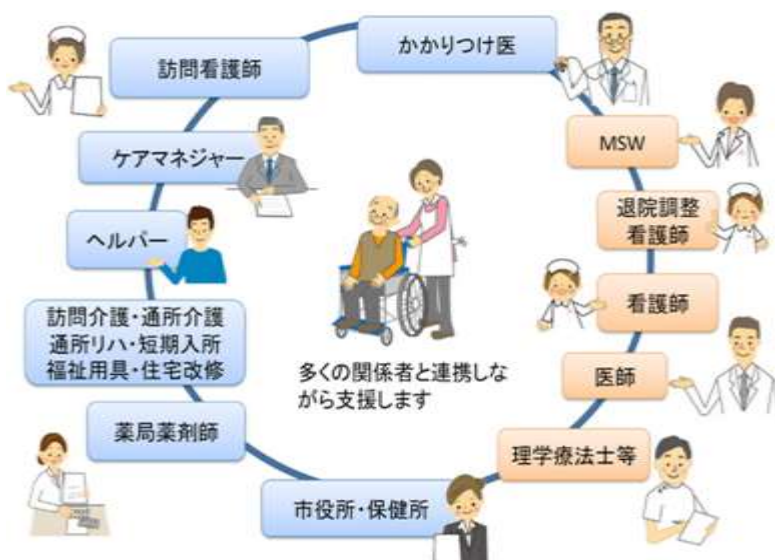 かかりつけ医
訪問看護師
MSW
ケアマネジャー
退院調整
看護師
ヘルパー
看護師
訪問介護・通所介護
通所リハ・短期入所
福祉用具・住宅改修
多くの関係者と連携しな
がら支援します
医師
薬局薬剤師
理学療法士等
市役所・保健所